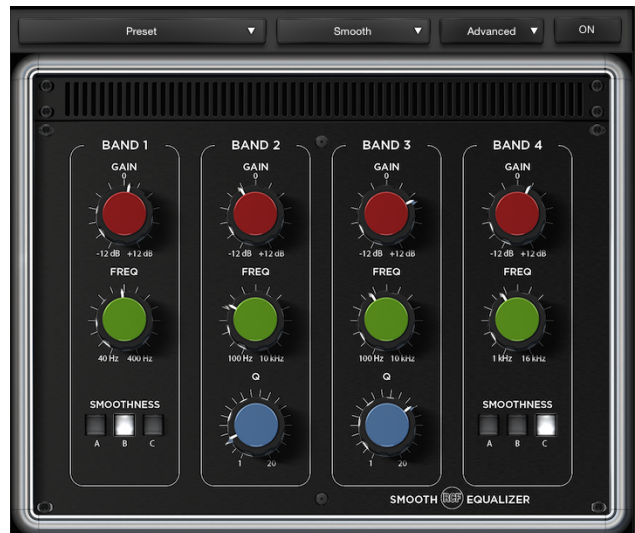 Preset
Smooth
Advanced
ON
BAND 1
GAIN
0
-12 dB +12 dB
FREQ
40 Hz 400 Hz
SMOOTHNESS
A B C
BAND 2
GAIN
0
-12 dB +12 dB
FREQ
100 Hz 10 kHz
Q
1 20
BAND 3
GAIN
0
-12 dB +12 dB
FREQ
100 Hz 10 kHz
Q
1 20
BAND 4
GAIN
0
-12 dB +12 dB
FREQ
1 kHz 16 kHz
SMOOTHNESS
A B C
SMOOTH RCF EQUALIZER